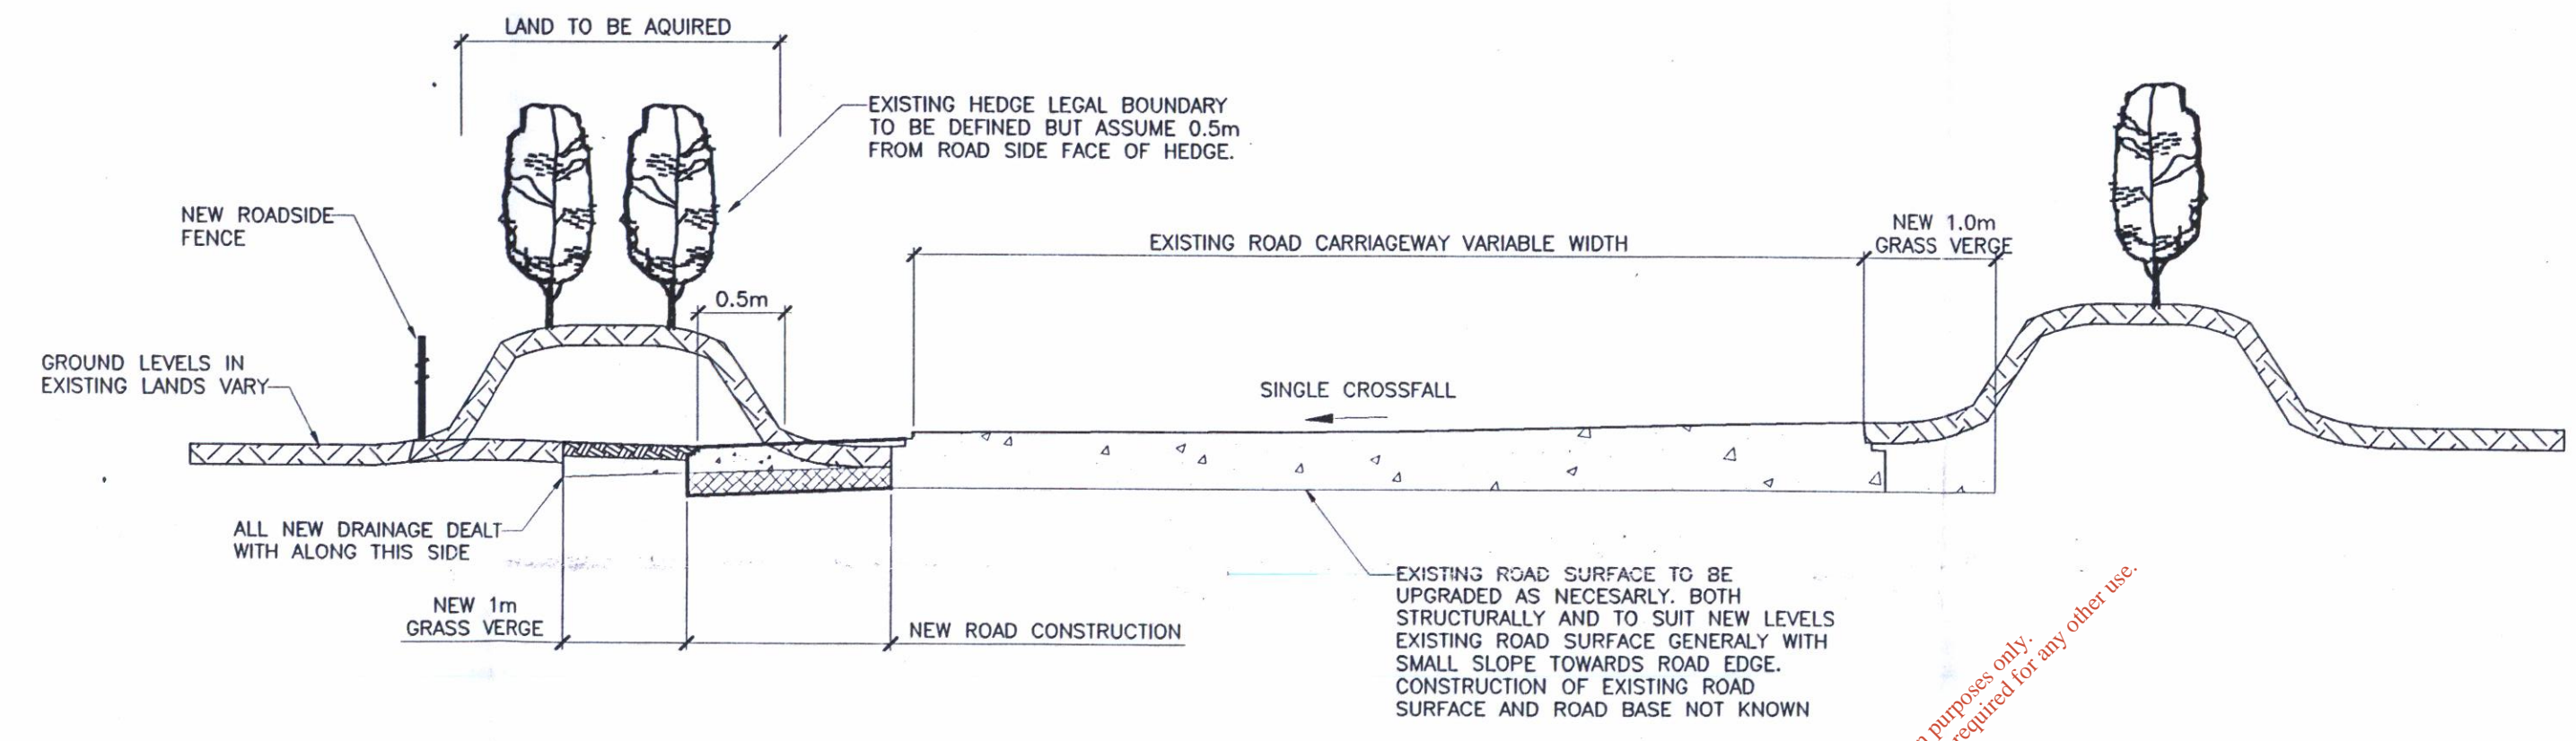 LAND TO BE AQUIRED
EXISTING HEDGE LEGAL BOUNDARY
TO BE DEFINED BUT ASSUME 0.5m
FROM ROAD SIDE FACE OF HEDGE.
NEW ROADSIDE
FENCE
NEW 1.0m
GRASS VERGE
EXISTING ROAD CARRIAGEWAY VARIABLE WIDTH
0.5m
GROUND LEVELS IN
EXISTING LANDS VARY
SINGLE CROSSFALL
ALL NEW DRAINAGE DEALT
WITH ALONG THIS SIDE
NEW 1m
GRASS VERGE
NEW ROAD CONSTRUCTION
EXISTING ROAD SURFACE TO BE
UPGRADED AS NECESARLY. BOTH
STRUCTURALLY AND TO SUIT NEW LEVELS
EXISTING ROAD SURFACE GENERALY WITH
SMALL SLOPE TOWARDS ROAD EDGE.
CONSTRUCTION OF EXISTING ROAD
SURFACE AND ROAD BASE NOT KNOWN
purposes only.
required for any other use.